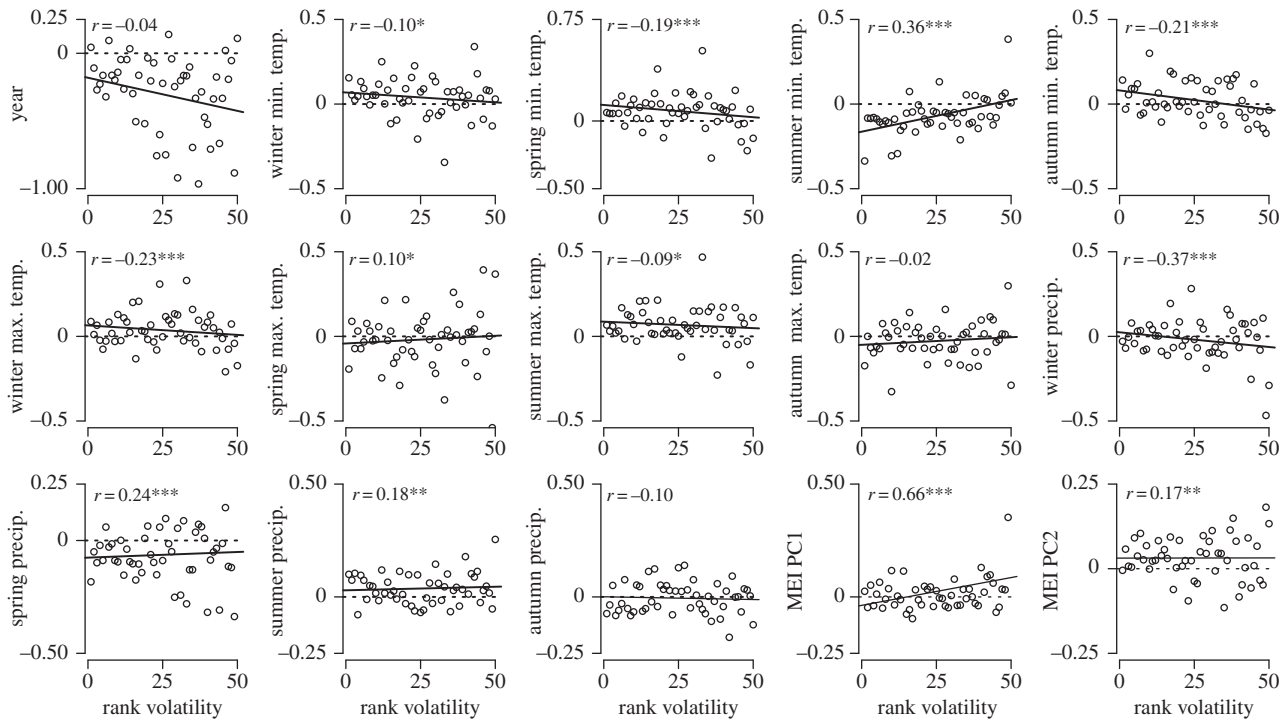 year
0.25
0
–1.00
r = –0.04
0 25 50
winter min. temp.
0.5
0
–0.5
r = –0.10*
0 25 50
spring min. temp.
0.75
0
–0.50
r = –0.19***
0 25 50
summer min. temp.
0.5
0
–0.5
r = 0.36***
0 25 50
autumn min. temp.
0.5
0
–0.5
r = –0.21***
0 25 50
winter max. temp.
0.5
0
–0.5
r = –0.23***
0 25 50
spring max. temp.
0.5
0
–0.5
r = 0.10*
0 25 50
summer max. temp.
0.5
0
–0.5
r = –0.09*
0 25 50
autumn max. temp.
0.5
0
–0.5
r = –0.02
0 25 50
winter precip.
0.5
0
–0.5
r = –0.37***
0 25 50
spring precip.
0.25
0
–0.50
r = 0.24***
0 25 50
rank volatility
summer precip.
0.50
0
–0.25
r = 0.18**
0 25 50
rank volatility
autumn precip.
0.50
0
–0.25
r = –0.10
0 25 50
rank volatility
MEI PC1
0.50
0
–0.25
r = 0.66***
0 25 50
rank volatility
MEI PC2
0.25
0
–0.25
r = 0.17**
0 25 50
rank volatility